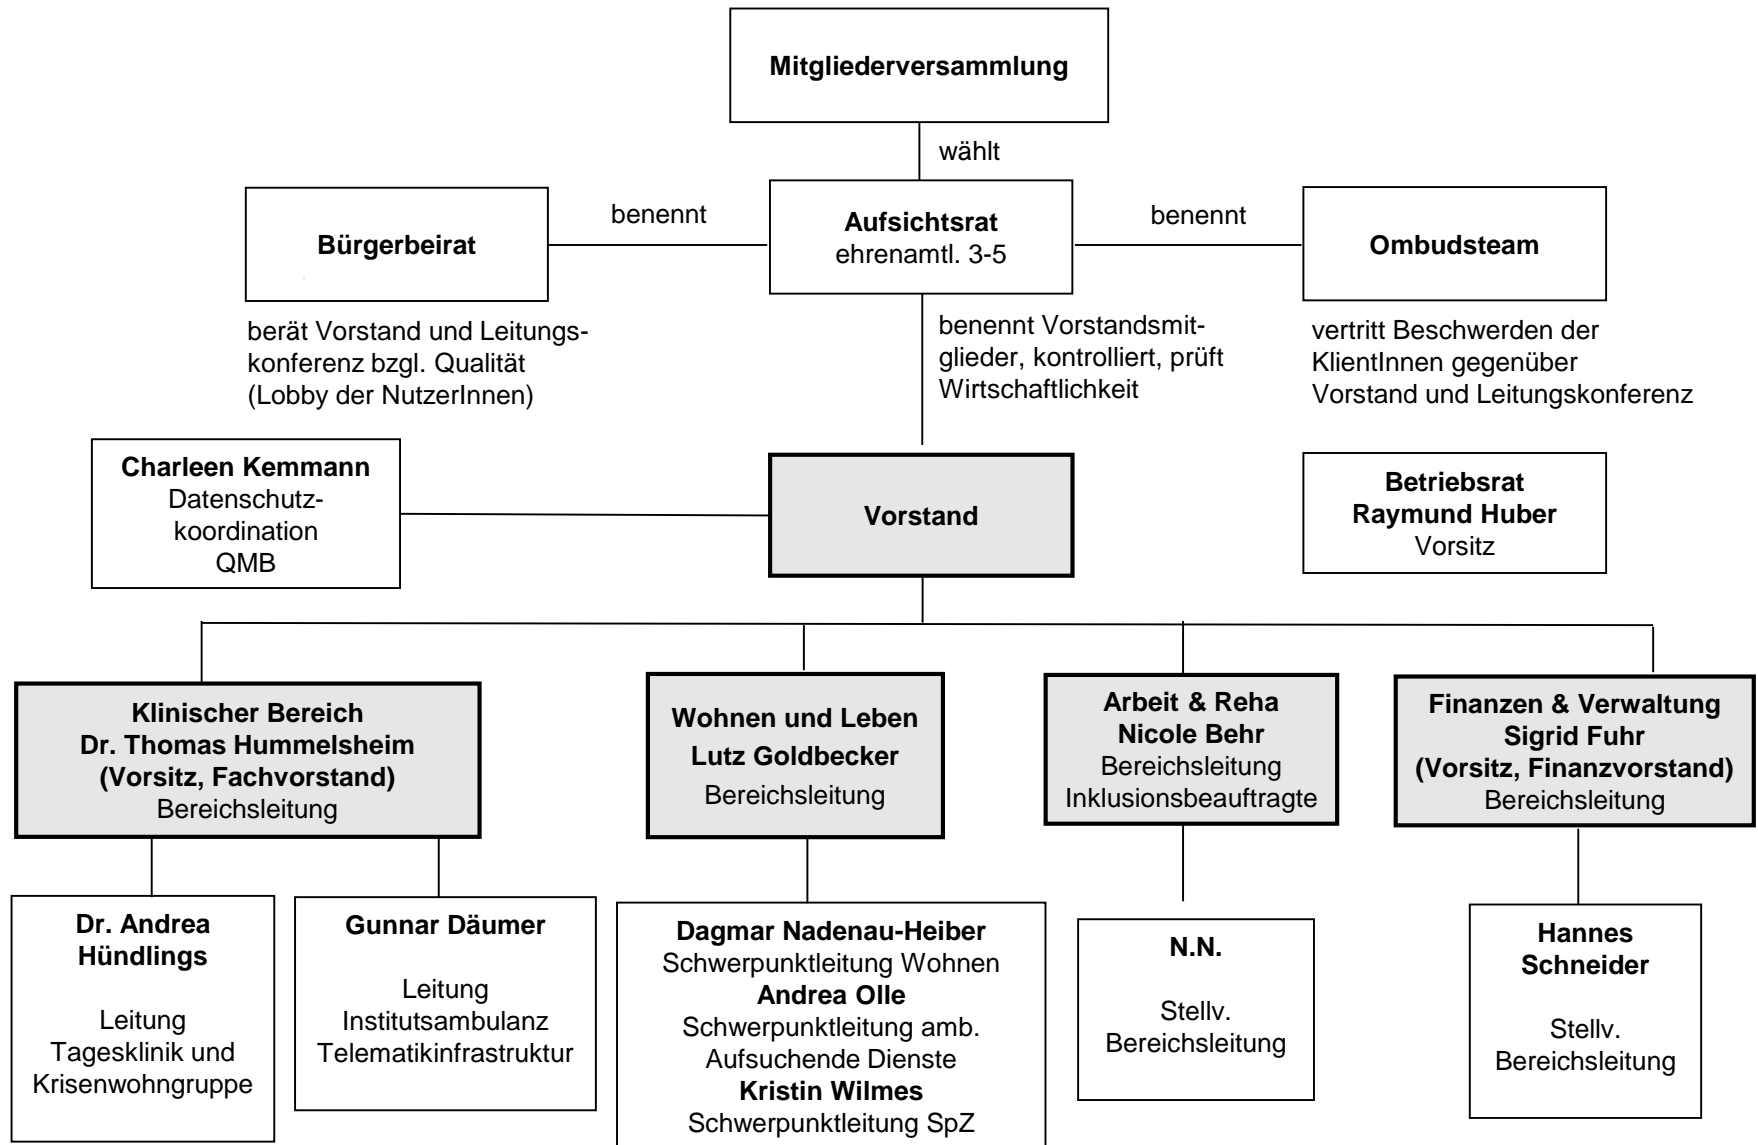 Mitgliederversammlung
wählt
Bürgerbeirat
benennt
Aufsichtsrat
ehrenamtl. 3-5
benennt
Ombudsteam
berät Vorstand und Leitungs-
konferenz bzgl. Qualität
(Lobby der NutzerInnen)
benennt Vorstandsmit-
glieder, kontrolliert, prüft
Wirtschaftlichkeit
vertritt Beschwerden der
KlientInnen gegenüber
Vorstand und Leitungskonferenz
Charleen Kemmann
Datenschutz-
koordination
QMB
Vorstand
Betriebsrat
Raymund Huber
Vorsitz
Klinischer Bereich
Dr. Thomas Hummelsheim
(Vorsitz, Fachvorstand)
Bereichsleitung
Wohnen und Leben
Lutz Goldbecker
Bereichsleitung
Arbeit & Reha
Nicole Behr
Bereichsleitung
Inklusionsbeauftragte
Finanzen & Verwaltung
Sigrid Fuhr
(Vorsitz, Finanzvorstand)
Bereichsleitung
Dr. Andrea
Hündlings
Leitung
Tagesklinik und
Krisenwohngruppe
Gunnar Däumer
Leitung
Institutsambulanz
Telematikinfrastruktur
Dagmar Nadenau-Heiber
Schwerpunktleitung Wohnen
Andrea Olle
Schwerpunktleitung amb.
Aufsuchende Dienste
Kristin Wilmes
Schwerpunktleitung SpZ
N.N.
Stellv.
Bereichsleitung
Hannes
Schneider
Stellv.
Bereichsleitung